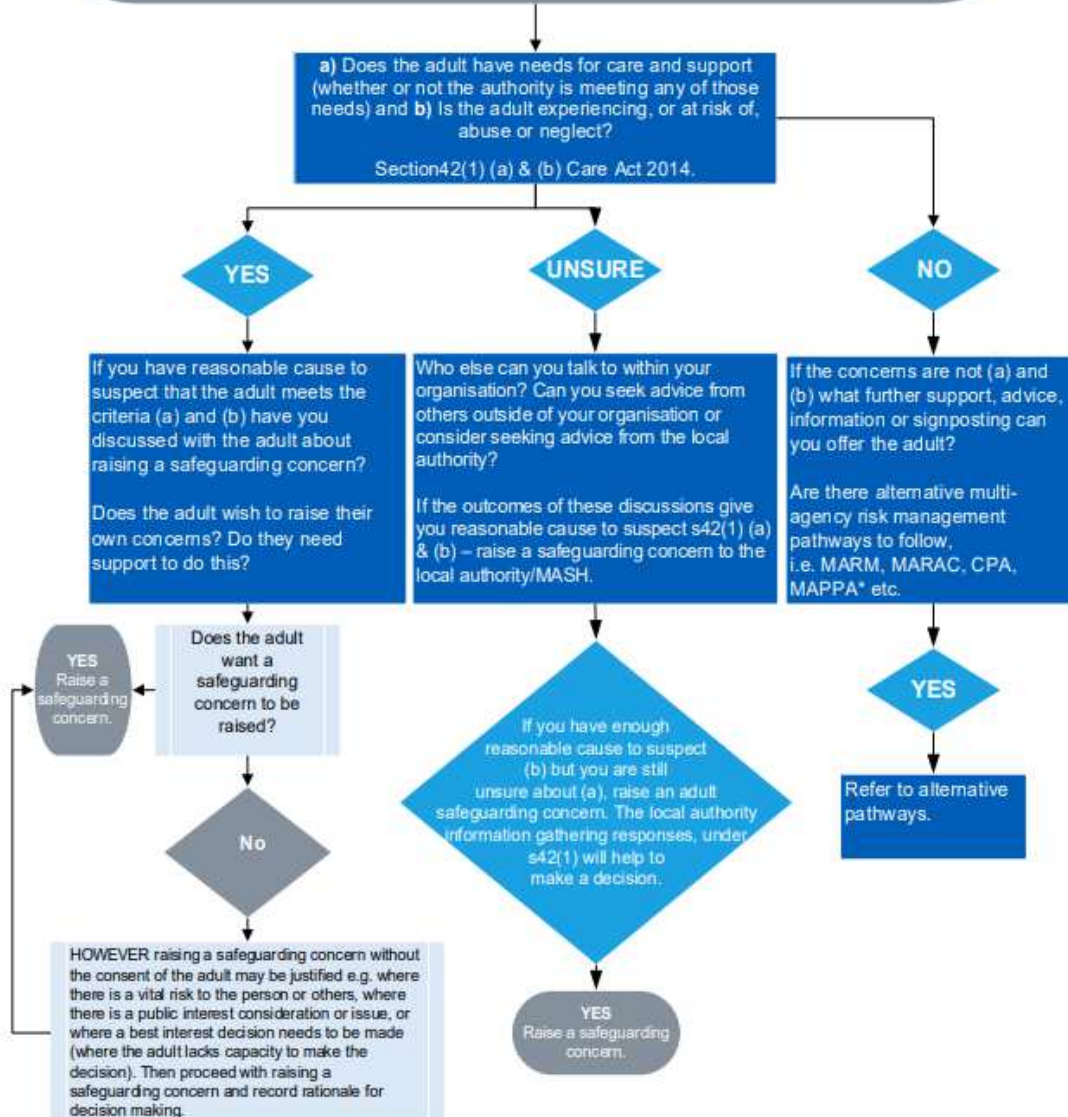 a) Does the adult have needs for care and support
(whether or not the authority is meeting any of those
needs) and b) Is the adult experiencing, or at risk of,
abuse or neglect?
Section42(1) (a) & (b) Care Act 2014.
YES
UNSURE
NO
If you have reasonable cause to
suspect that the adult meets the
criteria (a) and (b) have you
discussed with the adult about
raising a safeguarding concern?
Does the adult wish to raise their
own concerns? Do they need
support to do this?
Who else can you talk to within your
organisation? Can you seek advice from
others outside of your organisation or
consider seeking advice from the local
authority?
If the outcomes of these discussions give
you reasonable cause to suspect s42(1) (a)
& (b) – raise a safeguarding concern to the
local authority/MASH.
If the concerns are not (a) and
(b) what further support, advice,
information or signposting can
you offer the adult?
Are there alternative multi-
agency risk management
pathways to follow,
i.e. MARM, MARAC, CPA,
MAPPA* etc.
YES
Raise a
safeguarding
concern.
Does the adult
want a
safeguarding
concern to be
raised?
No
HOWEVER raising a safeguarding concern without
the consent of the adult may be justified e.g. where
there is a vital risk to the person or others, where
there is a public interest consideration or issue, or
where a best interest decision needs to be made
(where the adult lacks capacity to make the
decision). Then proceed with raising a
safeguarding concern and record rationale for
decision making.
If you have enough
reasonable cause to suspect
(b) but you are still
unsure about (a), raise an adult
safeguarding concern. The local authority
information gathering responses, under
s42(1) will help to
make a decision.
YES
Raise a safeguarding
concern.
YES
Refer to alternative
pathways.